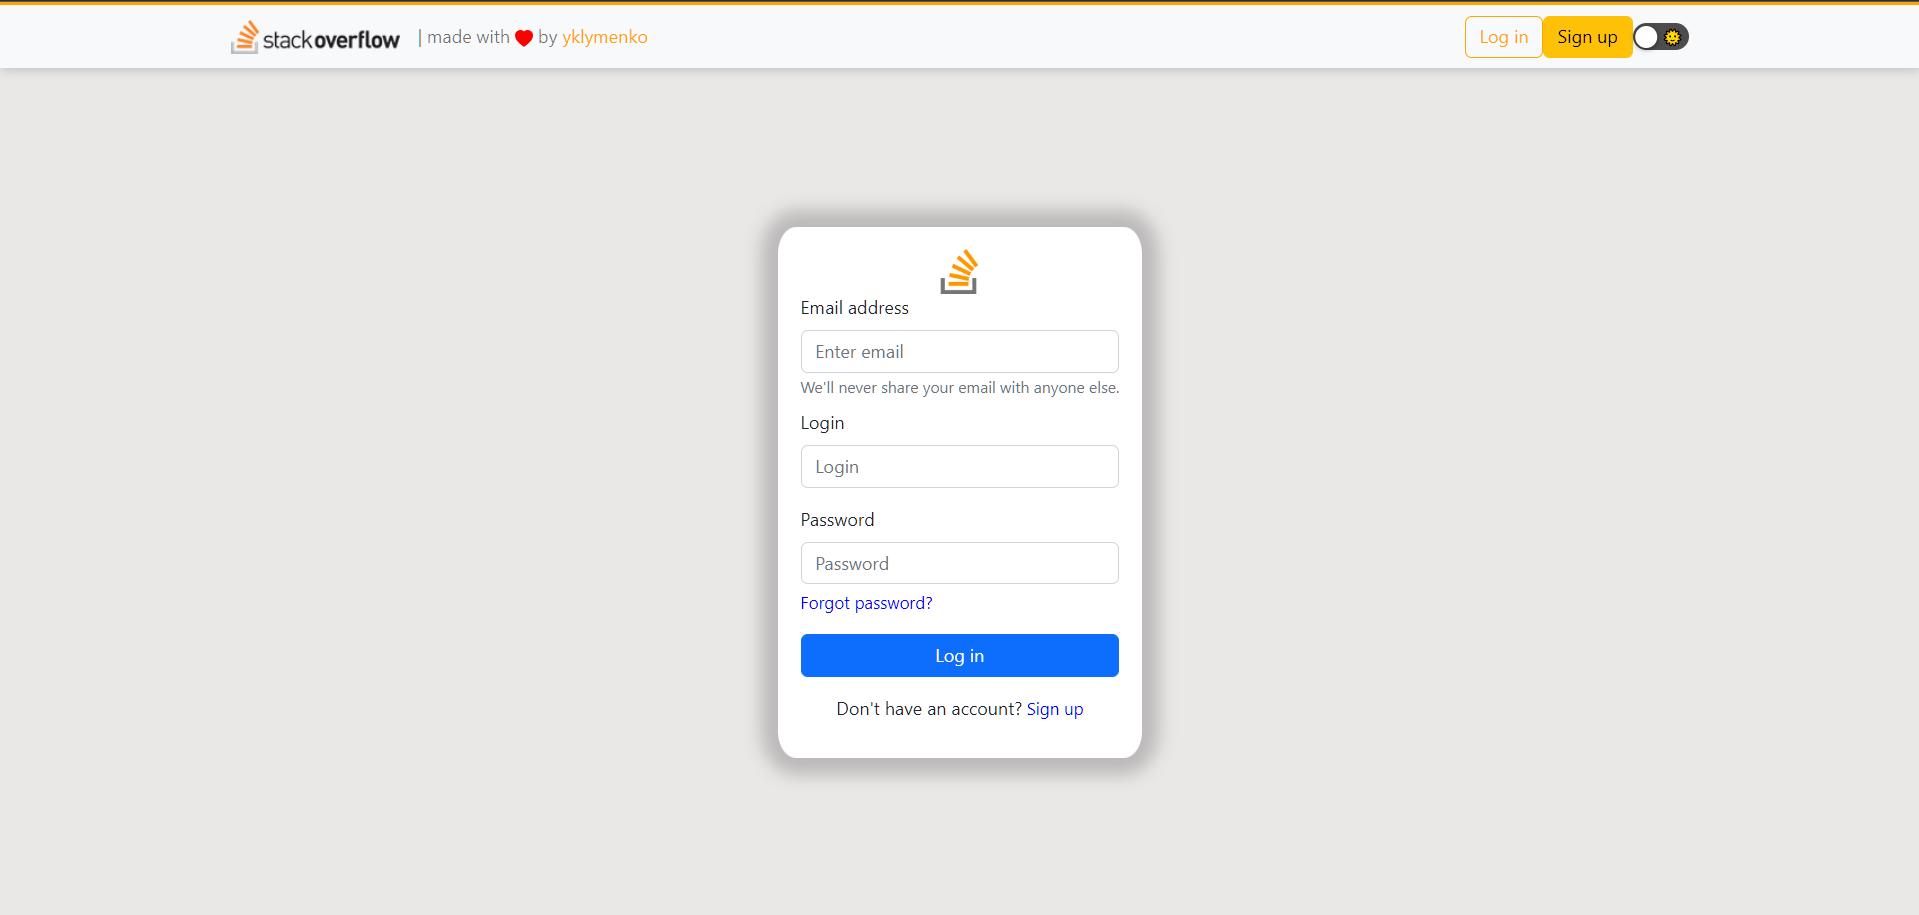 stackoverflow | made with ❤ by yklymenko
Log in
Sign up
Email address
Enter email
We'll never share your email with anyone else.
Login
Login
Password
Password
Forgot password?
Log in
Don't have an account? Sign up